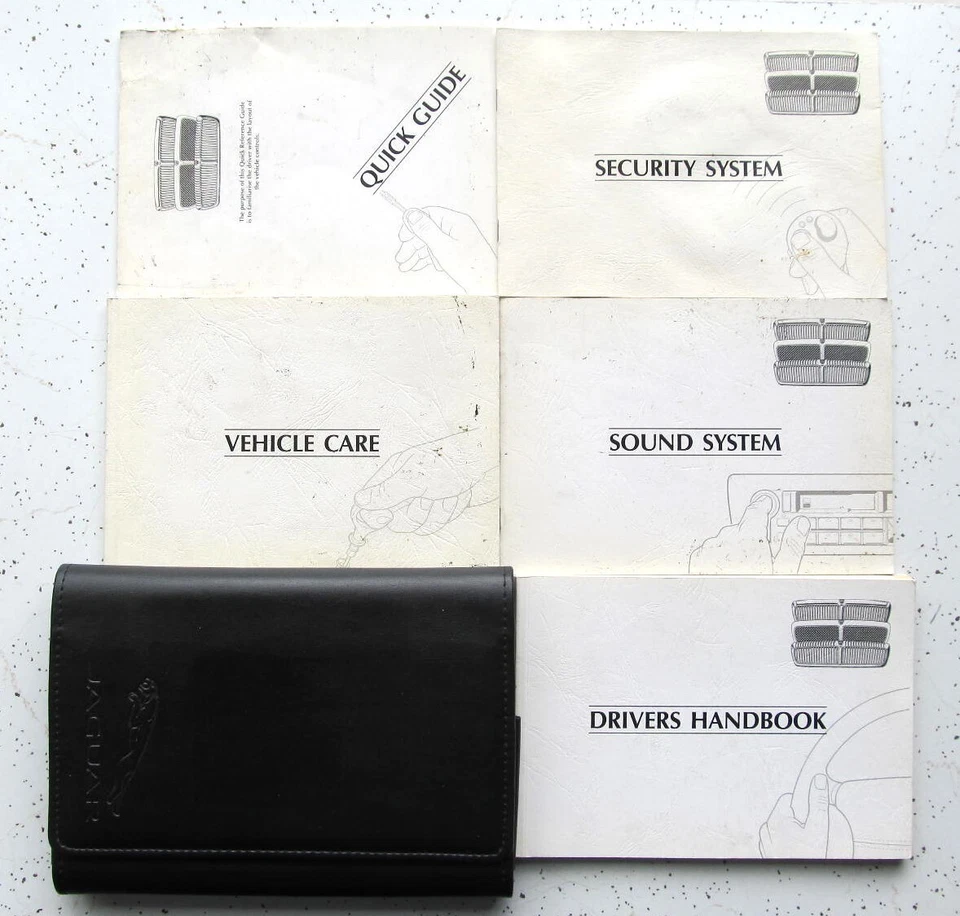 QUICK GUIDE
The purpose of this Quick Reference Guide
is to familiarise the driver with the layout of
the vehicle controls.
SECURITY SYSTEM
VEHICLE CARE
SOUND SYSTEM
JAGUAR
DRIVERS HANDBOOK